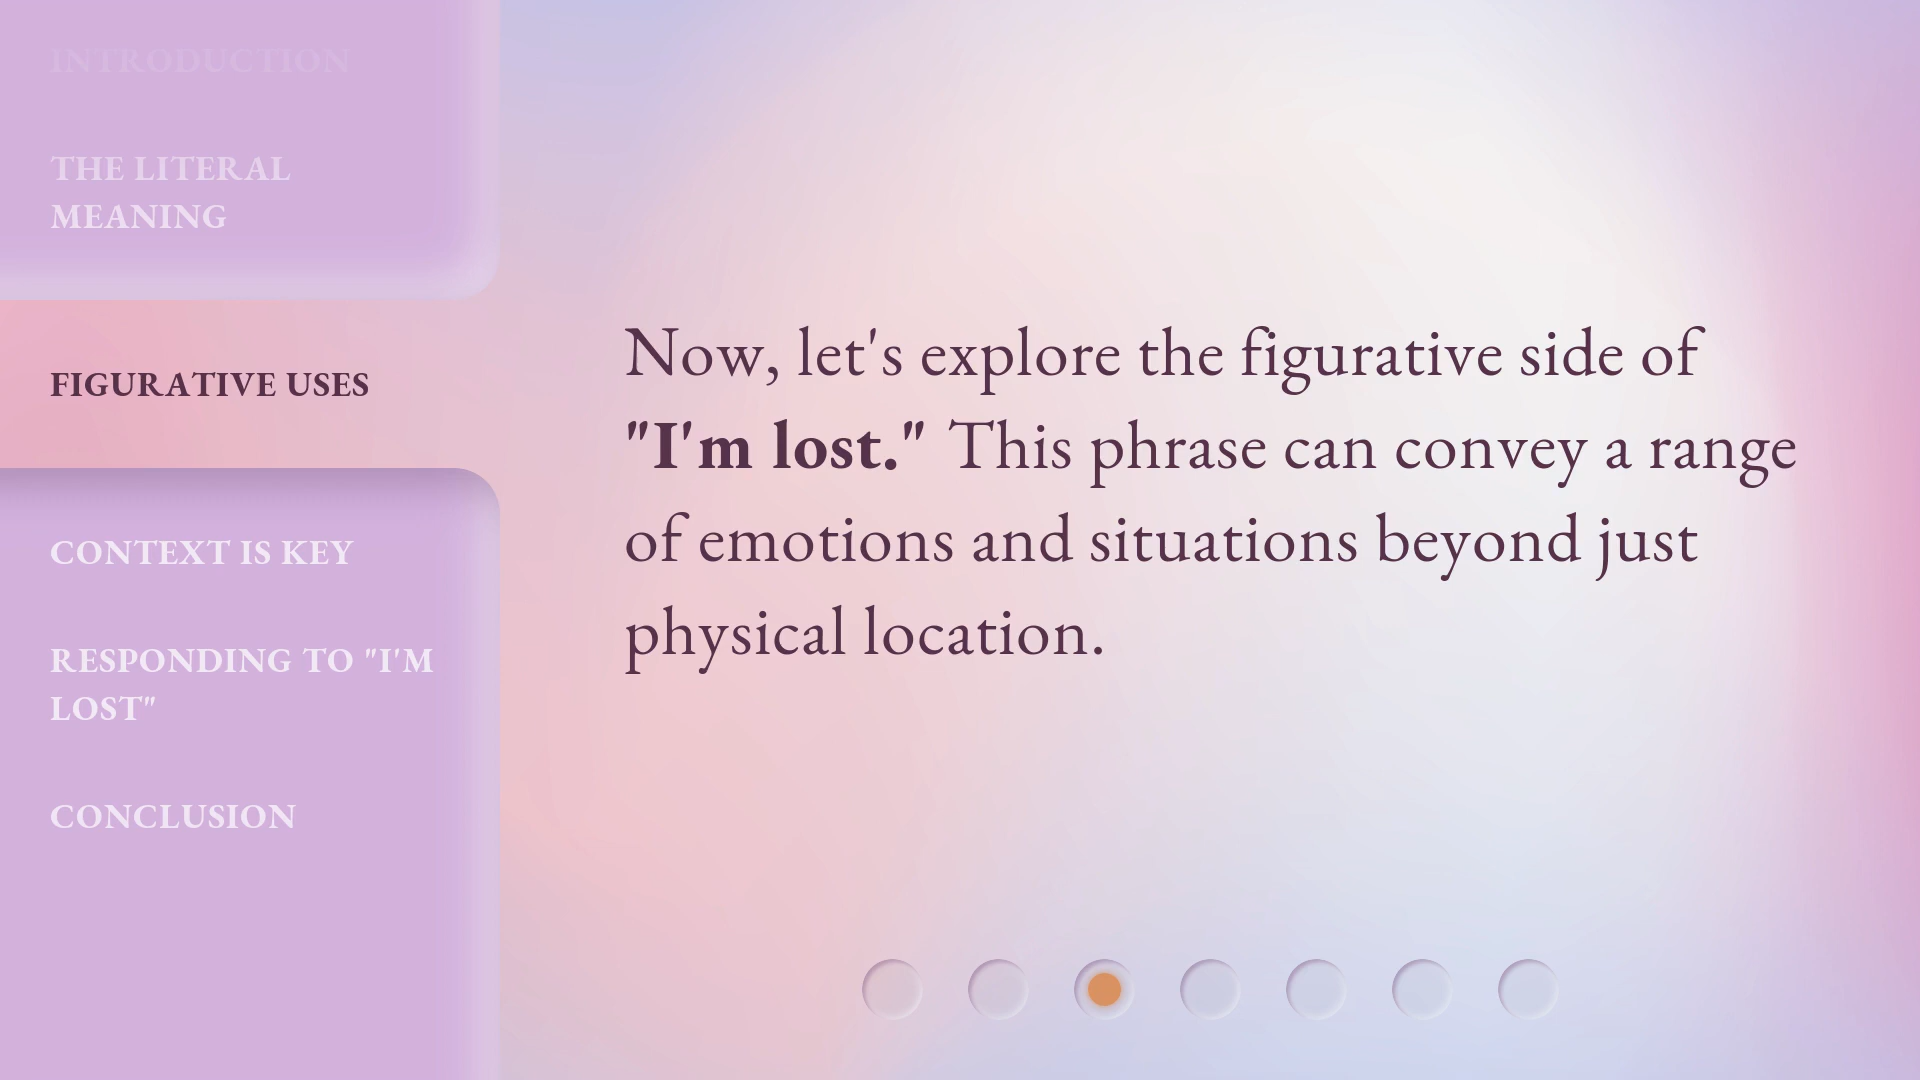 INTRODUCTION
THE LITERAL
MEANING
FIGURATIVE USES
CONTEXT IS KEY
RESPONDING TO "I'M
LOST"
CONCLUSION
Now, let's explore the figurative side of
"I'm lost." This phrase can convey a range
of emotions and situations beyond just
physical location.